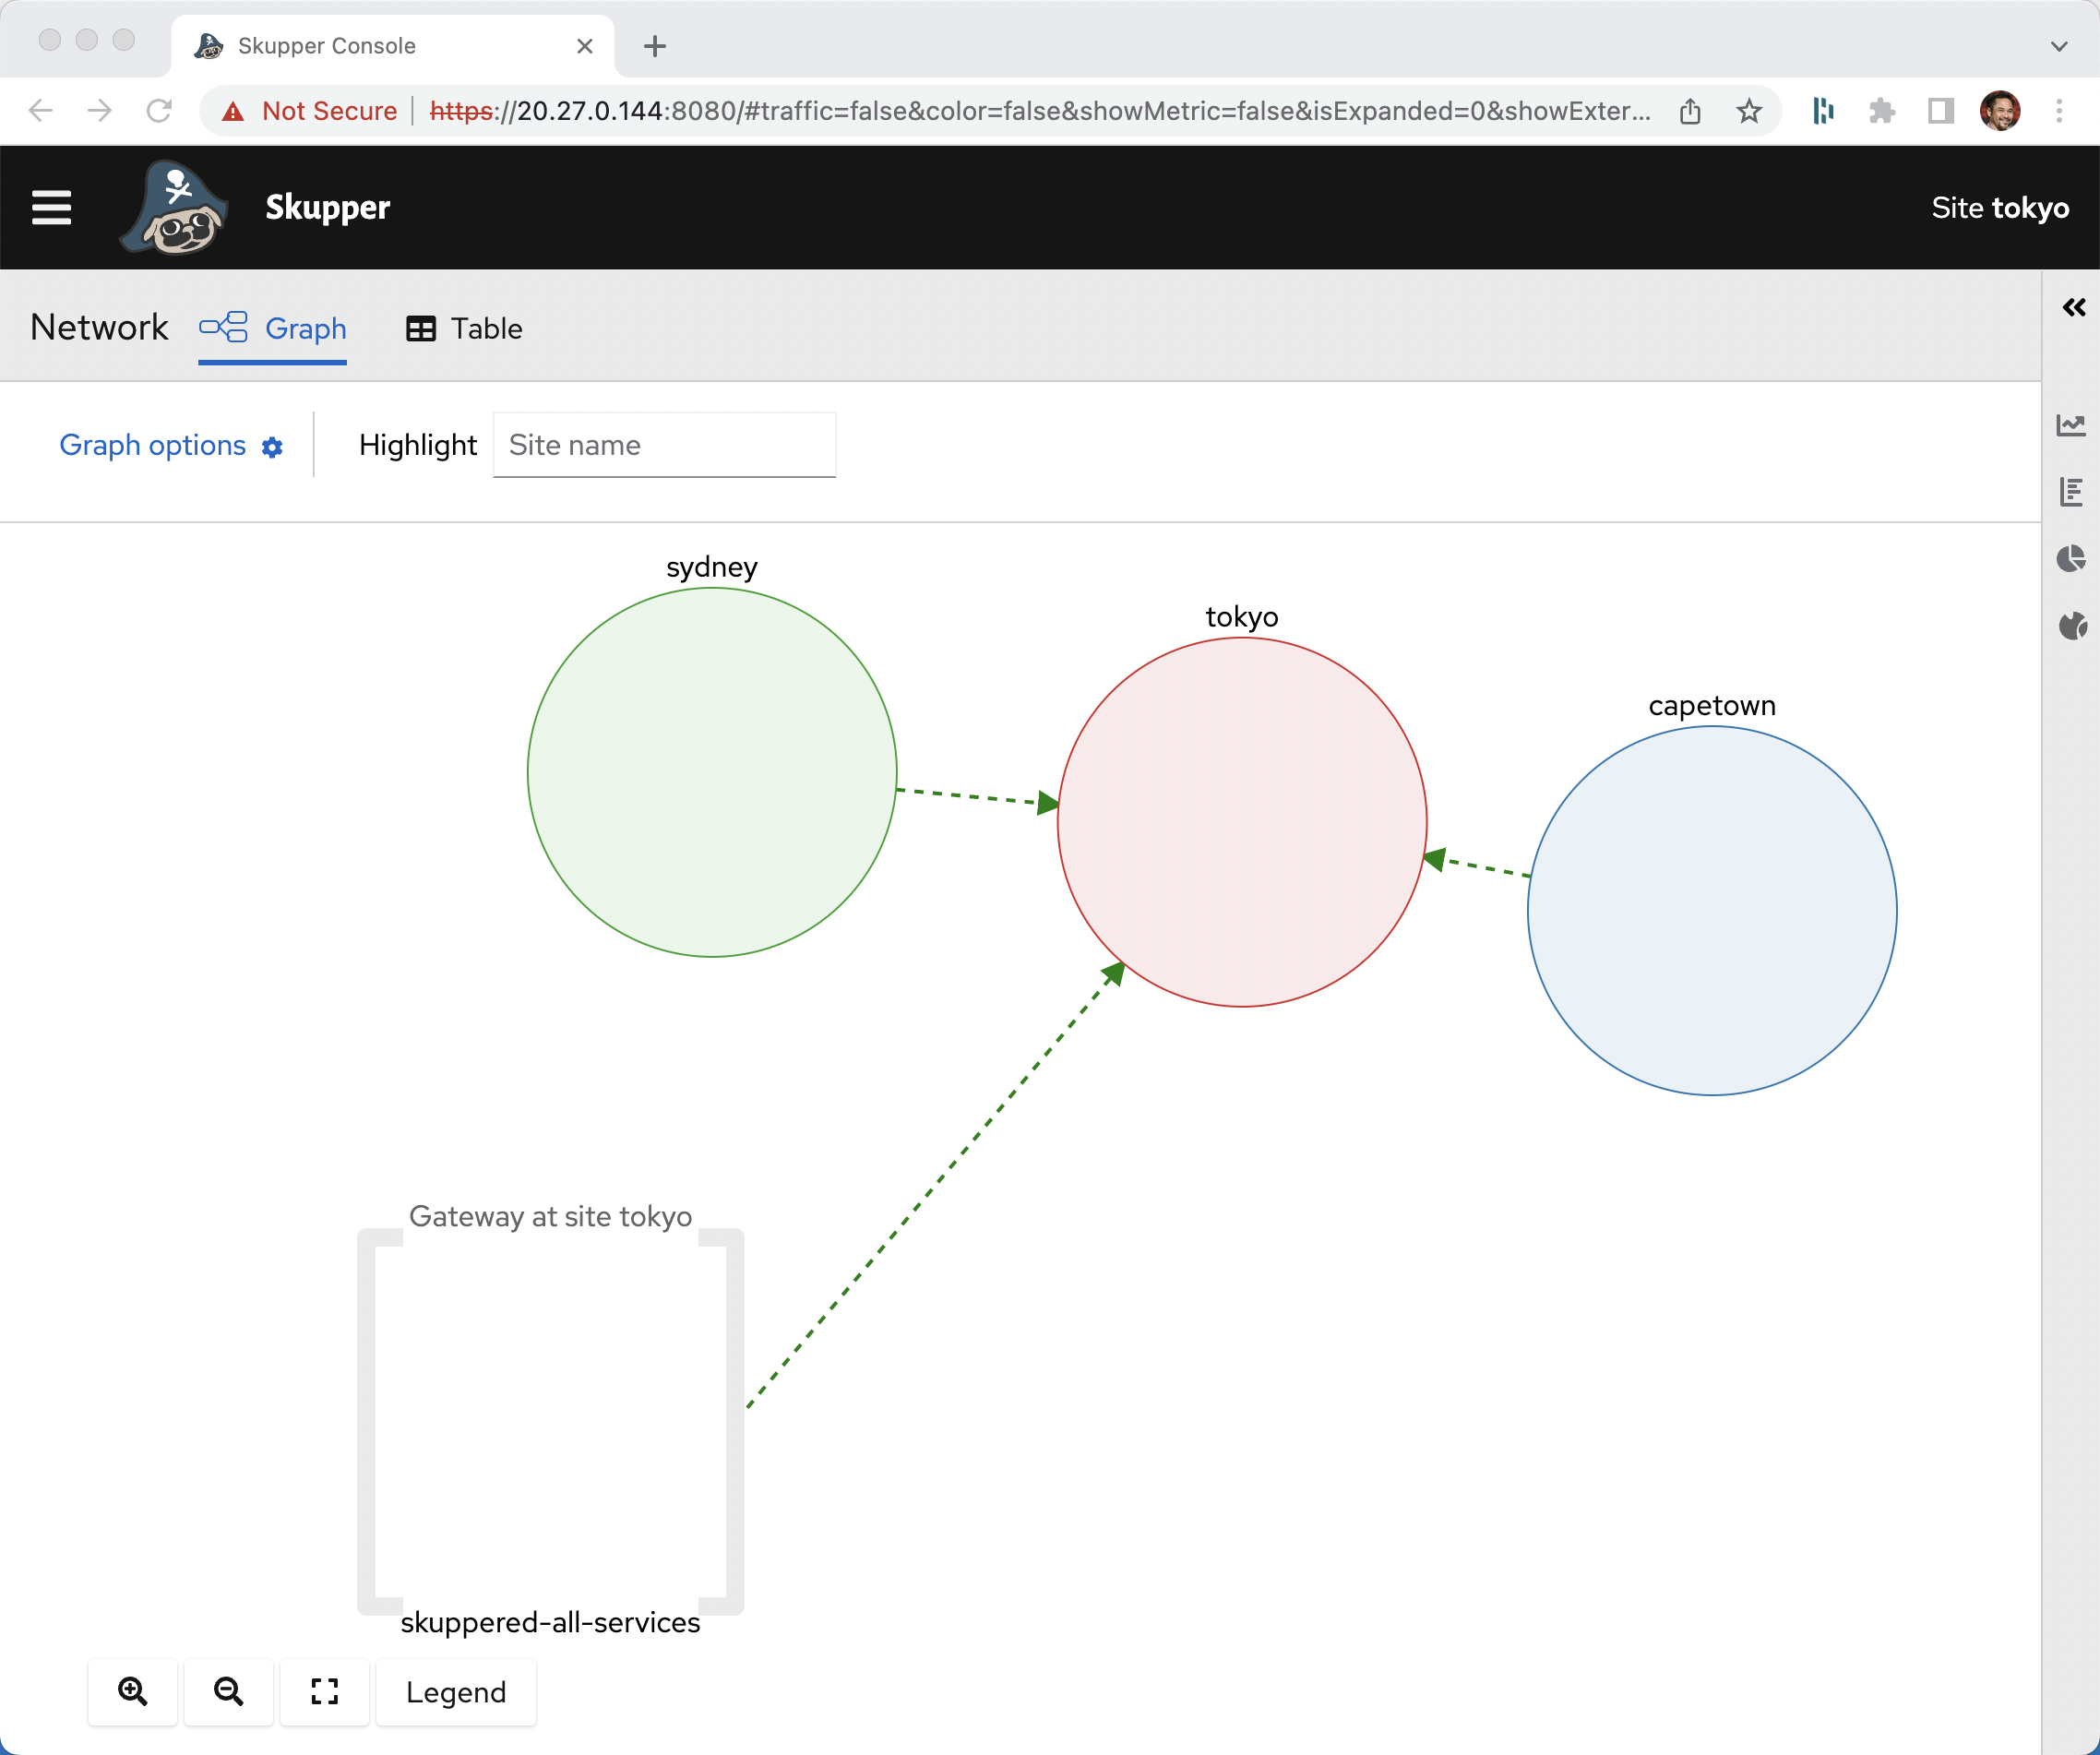 Skupper Console
Not Secure https://20.27.0.144:8080/#traffic=false&color=false&showMetric=false&isExpanded=0&showExter...
Skupper
Site tokyo
Network Graph Table
Graph options Highlight Site name
sydney
tokyo
capetown
Gateway at site tokyo
skuppered-all-services
Legend